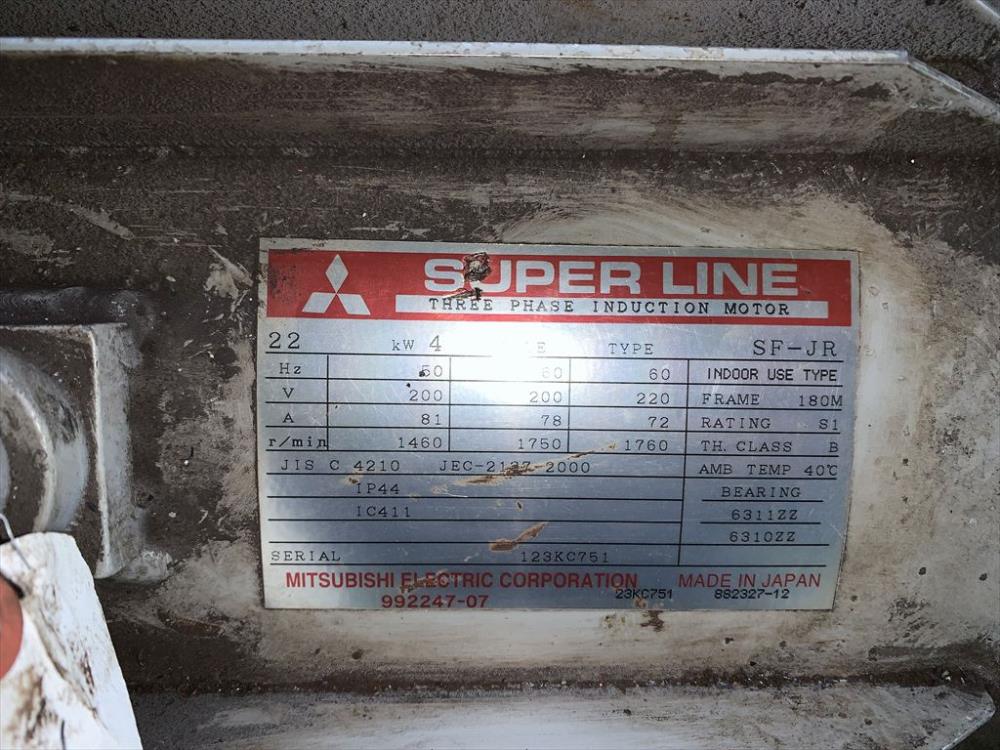 SUPER LINE
THREE PHASE INDUCTION MOTOR
22 kW 4 TYPE SF-JR
Hz 50 60 60 INDOOR USE TYPE
V 200 200 220 FRAME 180M
A 81 78 72 RATING S1
r/min 1460 1750 1760 TH. CLASS B
JIS C 4210 JEC-2137-2000 AMB TEMP 40℃
IP44 BEARING
IC411 6311ZZ
6310ZZ
SERIAL 123KC751
MITSUBISHI ELECTRIC CORPORATION MADE IN JAPAN
992247-07 23KC751 882327-12